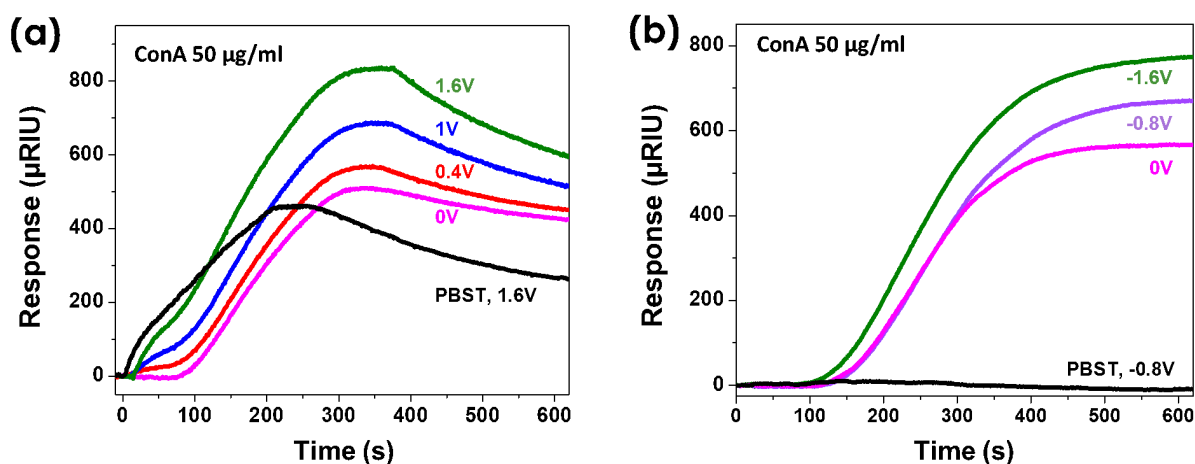 (a)
ConA 50 µg/ml
1.6V
1V
0.4V
0V
PBST, 1.6V
Response (µRIU)
800
600
400
200
0
0 100 200 300 400 500 600
Time (s)
(b)
ConA 50 µg/ml
-1.6V
-0.8V
0V
PBST, -0.8V
Response (µRIU)
800
600
400
200
0
0 100 200 300 400 500 600
Time (s)